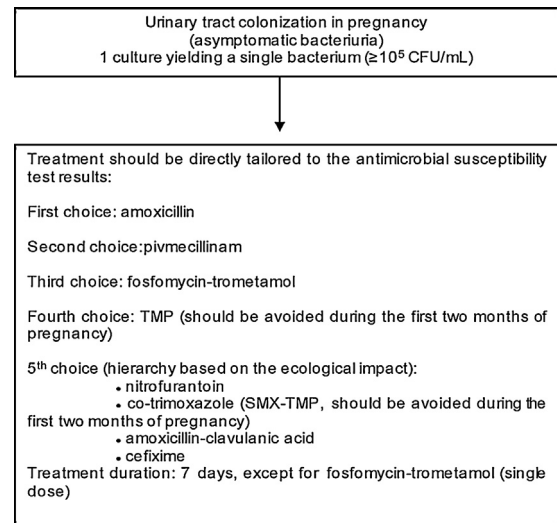 Urinary tract colonization in pregnancy
(asymptomatic bacteriuria)
1 culture yielding a single bacterium (≥10⁵ CFU/mL)
Treatment should be directly tailored to the antimicrobial susceptibility
test results:
First choice: amoxicillin
Second choice:pivmecillinam
Third choice: fosfomycin-trometamol
Fourth choice: TMP (should be avoided during the first two months of
pregnancy)
5ᵗʰ choice (hierarchy based on the ecological impact):
• nitrofurantoin
• co-trimoxazole (SMX-TMP, should be avoided during the
first two months of pregnancy)
• amoxicillin-clavulanic acid
• cefixime
Treatment duration: 7 days, except for fosfomycin-trometamol (single
dose)